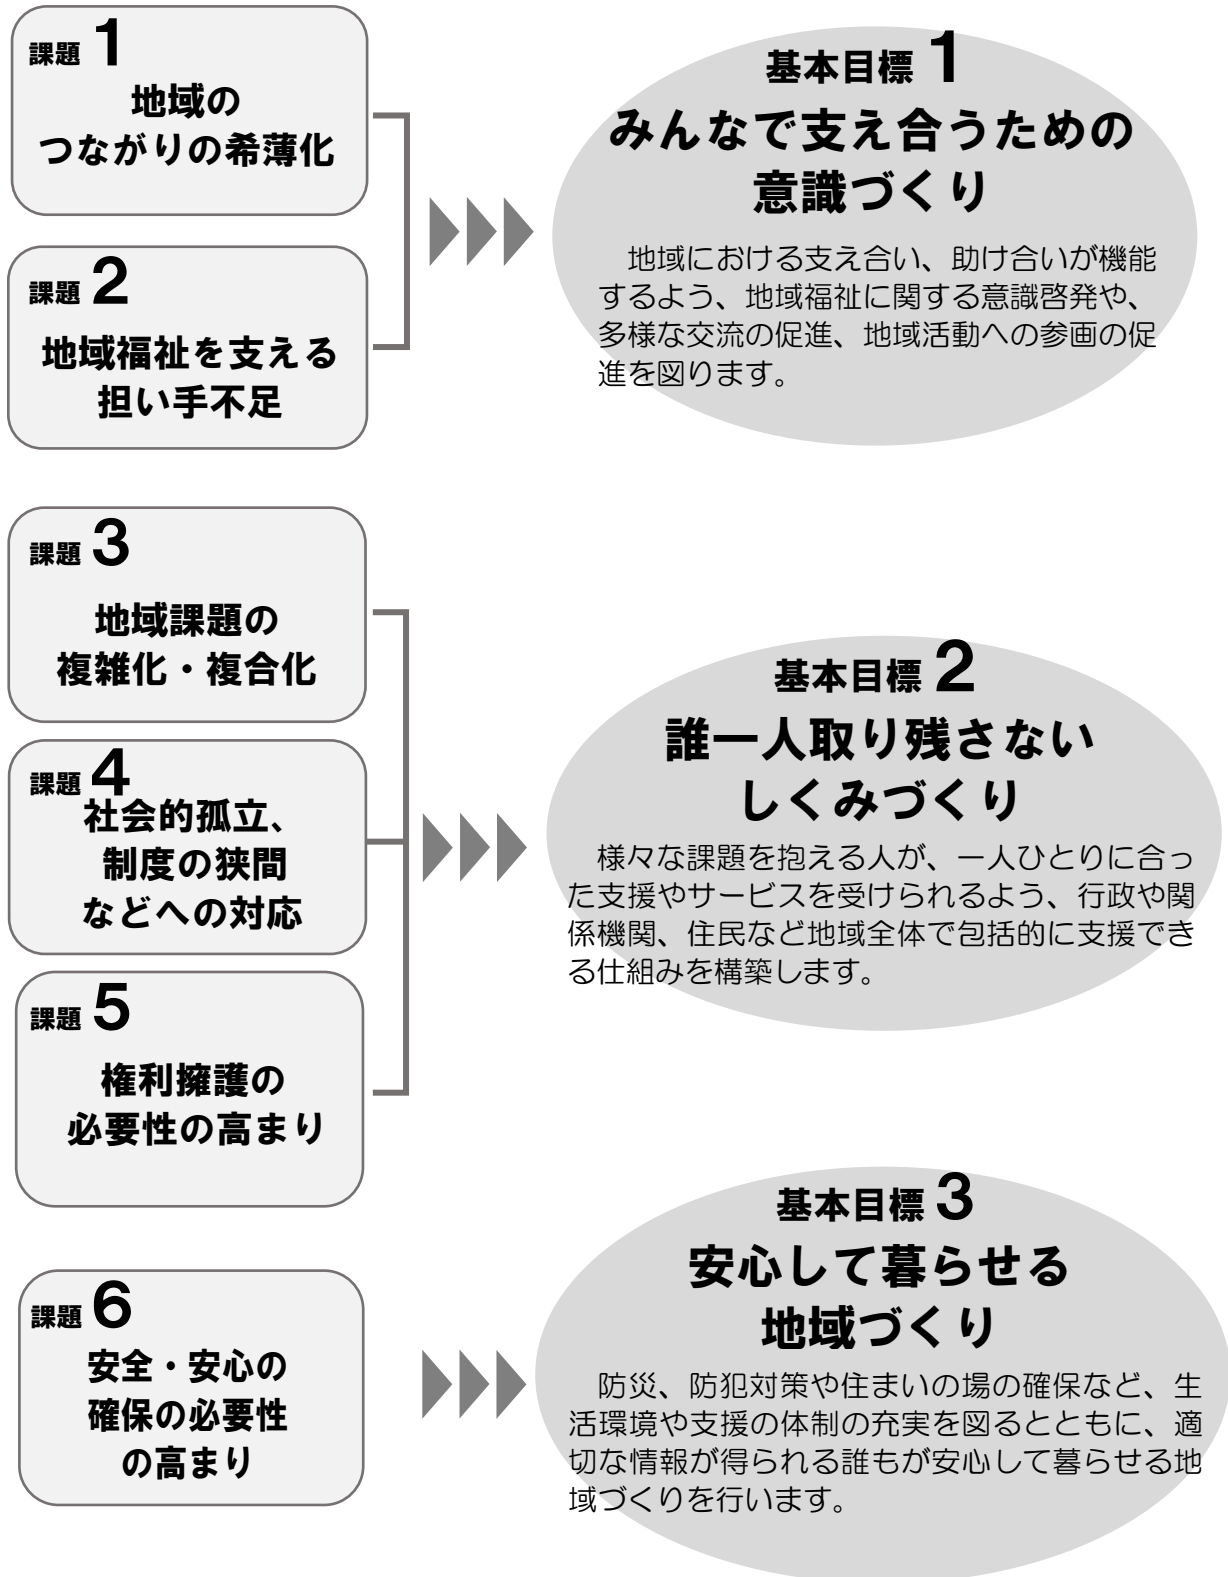 課題 1
地域の
つながりの希薄化
課題 2
地域福祉を支える
担い手不足
基本目標 1
みんなで支え合うための
意識づくり
地域における支え合い、助け合いが機能
するよう、地域福祉に関する意識啓発や、
多様な交流の促進、地域活動への参画の促
進を図ります。
課題 3
地域課題の
複雑化・複合化
課題 4
社会的孤立、
制度の狭間
などへの対応
課題 5
権利擁護の
必要性の高まり
基本目標 2
誰一人取り残さない
しくみづくり
様々な課題を抱える人が、一人ひとりに合っ
た支援やサービスを受けられるよう、行政や関
係機関、住民など地域全体で包括的に支援でき
る仕組みを構築します。
課題 6
安全・安心の
確保の必要性
の高まり
基本目標 3
安心して暮らせる
地域づくり
防災、防犯対策や住まいの場の確保など、生
活環境や支援の体制の充実を図るとともに、適
切な情報が得られる誰もが安心して暮らせる地
域づくりを行います。